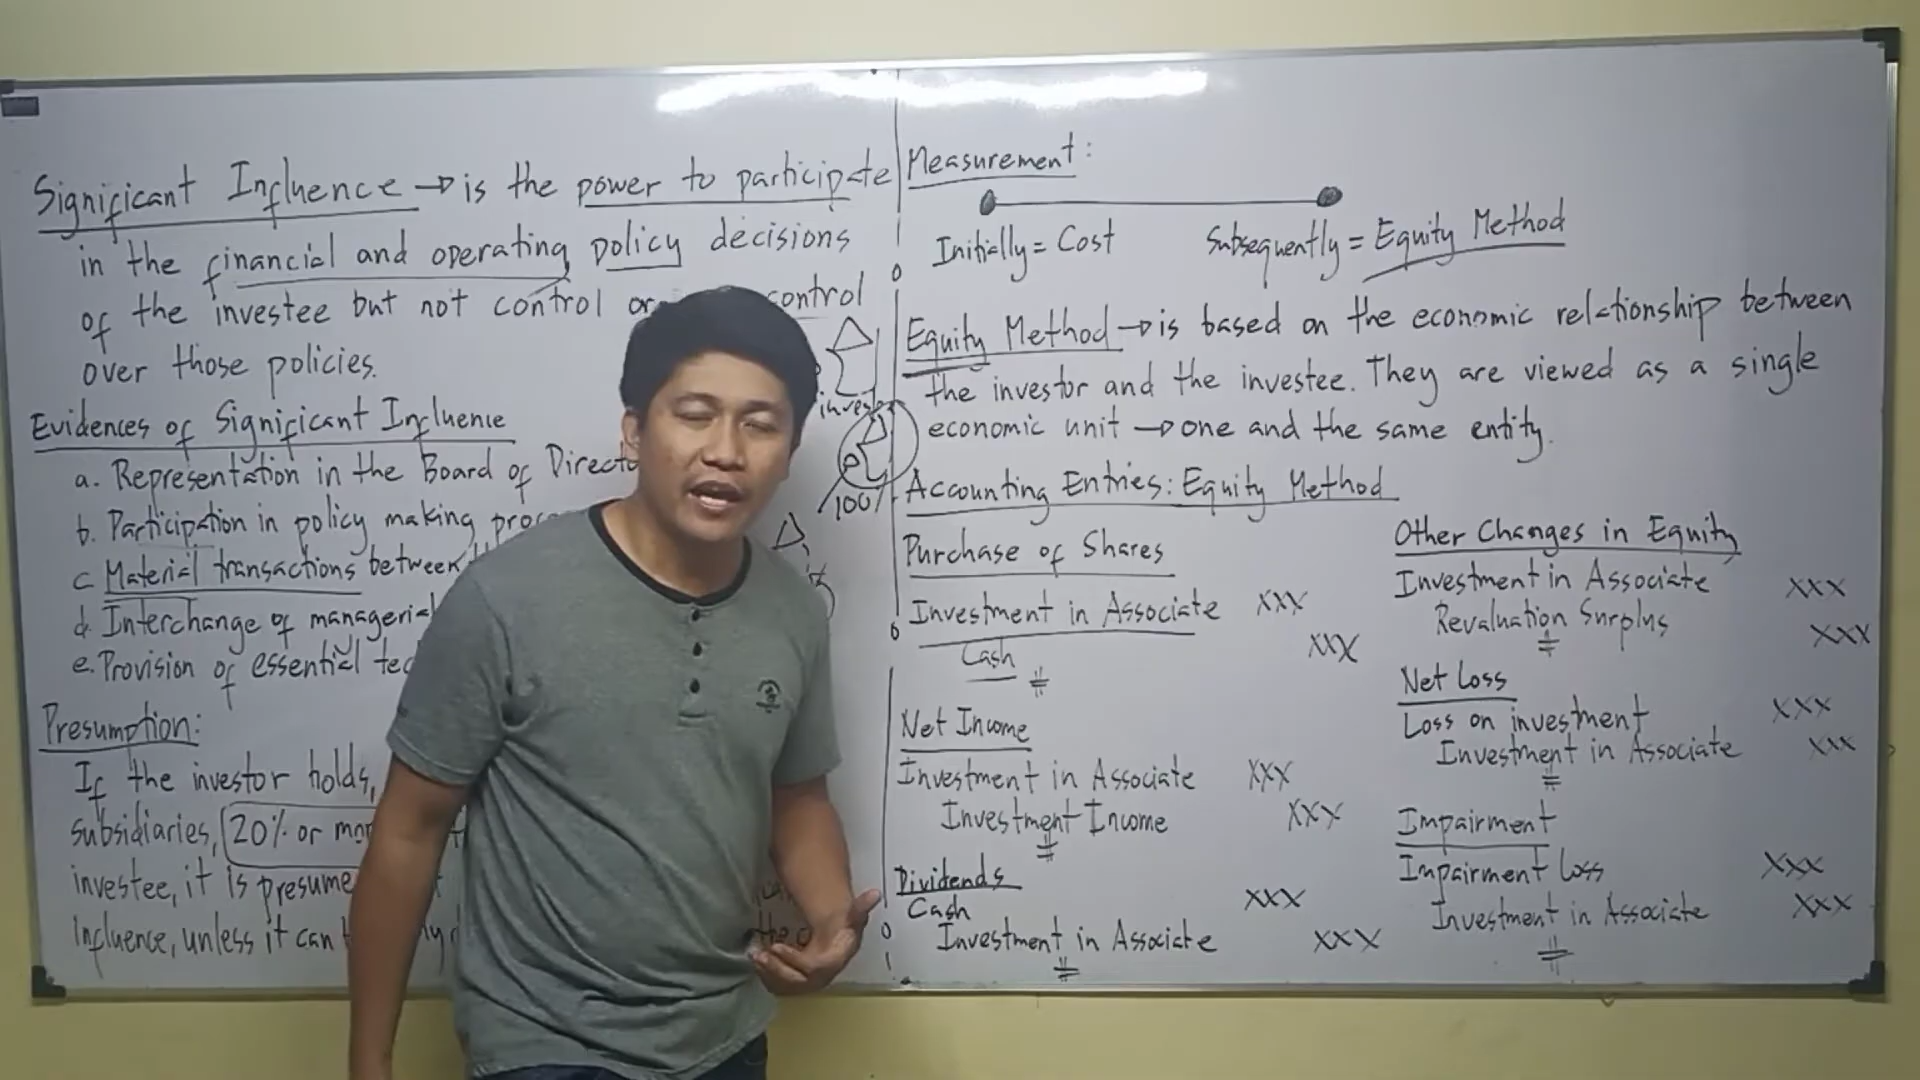 Significant Influence → is the power to participate
in the financial and operating policy decisions
of the investee but not control or control
over those policies.
Evidences of Significant Influence
a. Representation in the Board of
b. Participation in policy making
c. Material transactions between
d. Interchange of
e. Provision of essential
Presumption:
If the investor holds,
subsidiaries, 20% or
investee, it is
Influence, unless it can
100%
Measurement:
Initially = Cost
Subsequently = Equity Method
Equity Method → is based on the economic relationship between
the investor and the investee. They are viewed as a single
economic unit → one and the same entity.
Accounting Entries: Equity Method
Purchase of Shares
Investment in Associate XXX
Cash XXX
Net Income
Investment in Associate XXX
Investment Income XXX
Dividends
Cash XXX
Investment in Associate XXX
Other Changes in Equity
Investment in Associate XXX
Revaluation Surplus XXX
Net Loss
Loss on investment XXX
Investment in Associate XXX
Impairment
Impairment Loss XXX
Investment in Associate XXX